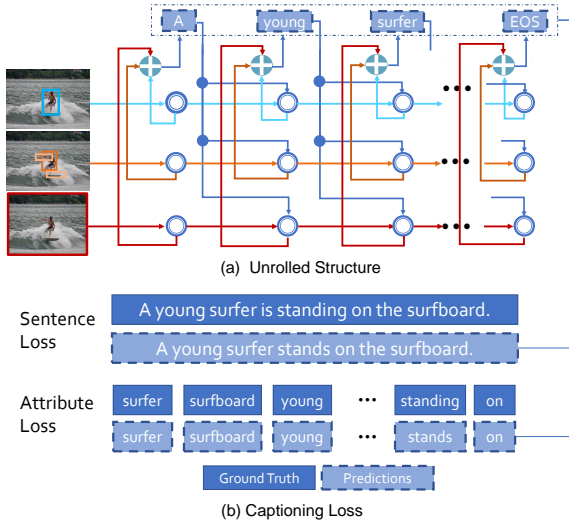 A young surfer EOS
(a) Unrolled Structure
Sentence Loss
A young surfer is standing on the surfboard.
A young surfer stands on the surfboard.
Attribute Loss
surfer surfboard young ••• standing on
surfer surfboard young ••• stands on
Ground Truth Predictions
(b) Captioning Loss